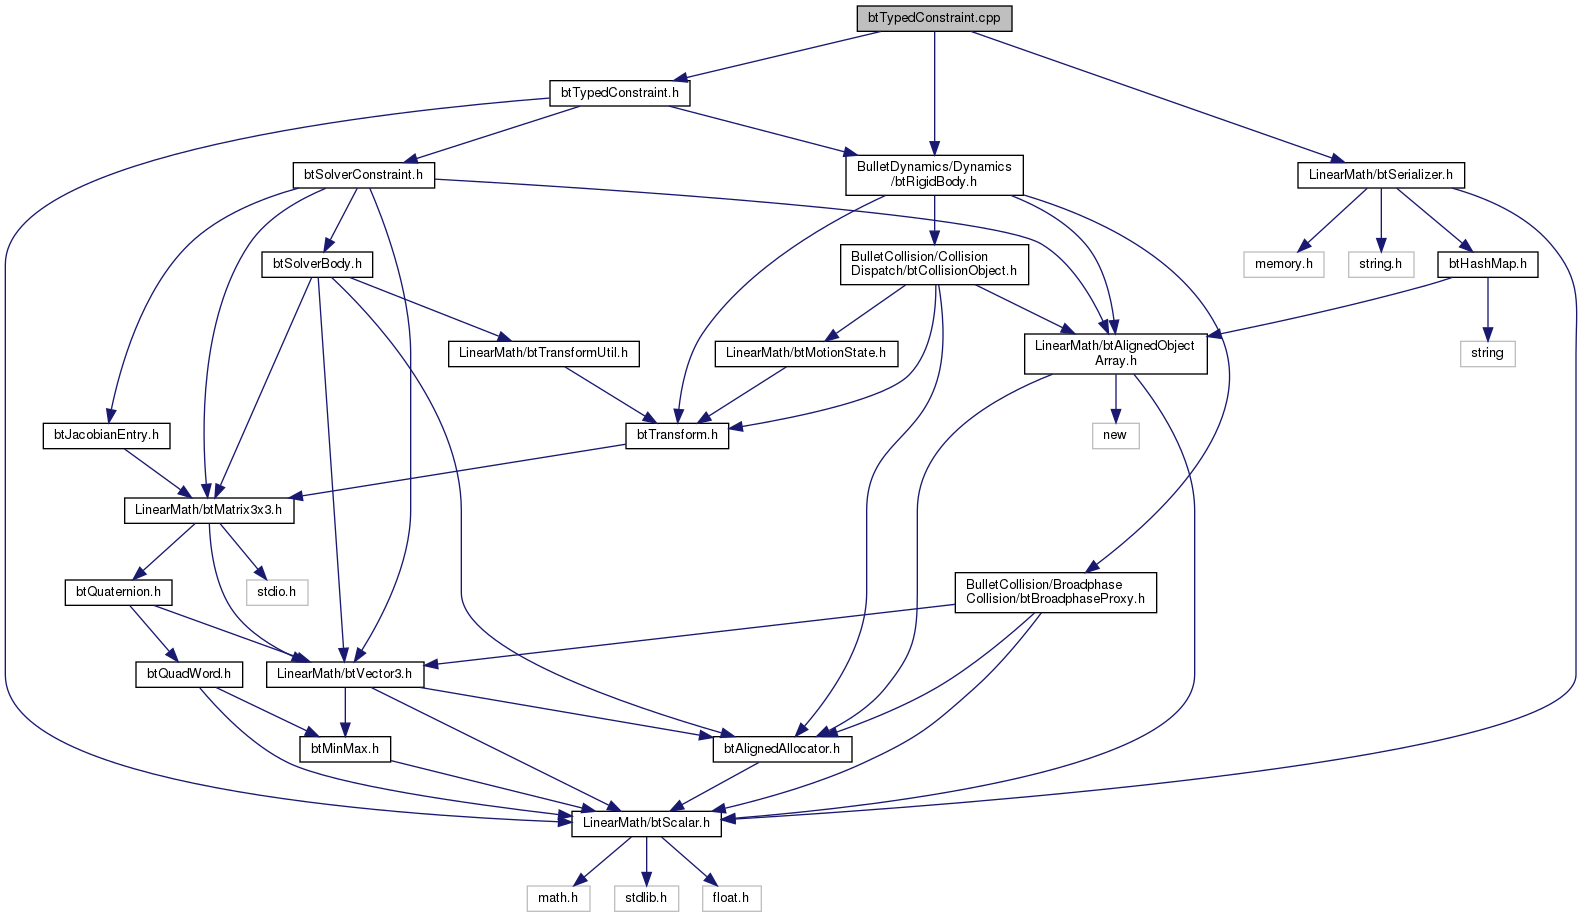 btTypedConstraint.cpp
btTypedConstraint.h
BulletDynamics/Dynamics
/btRigidBody.h
btSolverConstraint.h
LinearMath/btSerializer.h
BulletCollision/Collision
Dispatch/btCollisionObject.h
btSolverBody.h
memory.h
string.h
btHashMap.h
LinearMath/btTransformUtil.h
LinearMath/btMotionState.h
LinearMath/btAlignedObject
Array.h
string
btJacobianEntry.h
btTransform.h
new
LinearMath/btMatrix3x3.h
btQuaternion.h
stdio.h
BulletCollision/Broadphase
Collision/btBroadphaseProxy.h
btQuadWord.h
LinearMath/btVector3.h
btMinMax.h
btAlignedAllocator.h
LinearMath/btScalar.h
math.h
stdlib.h
float.h